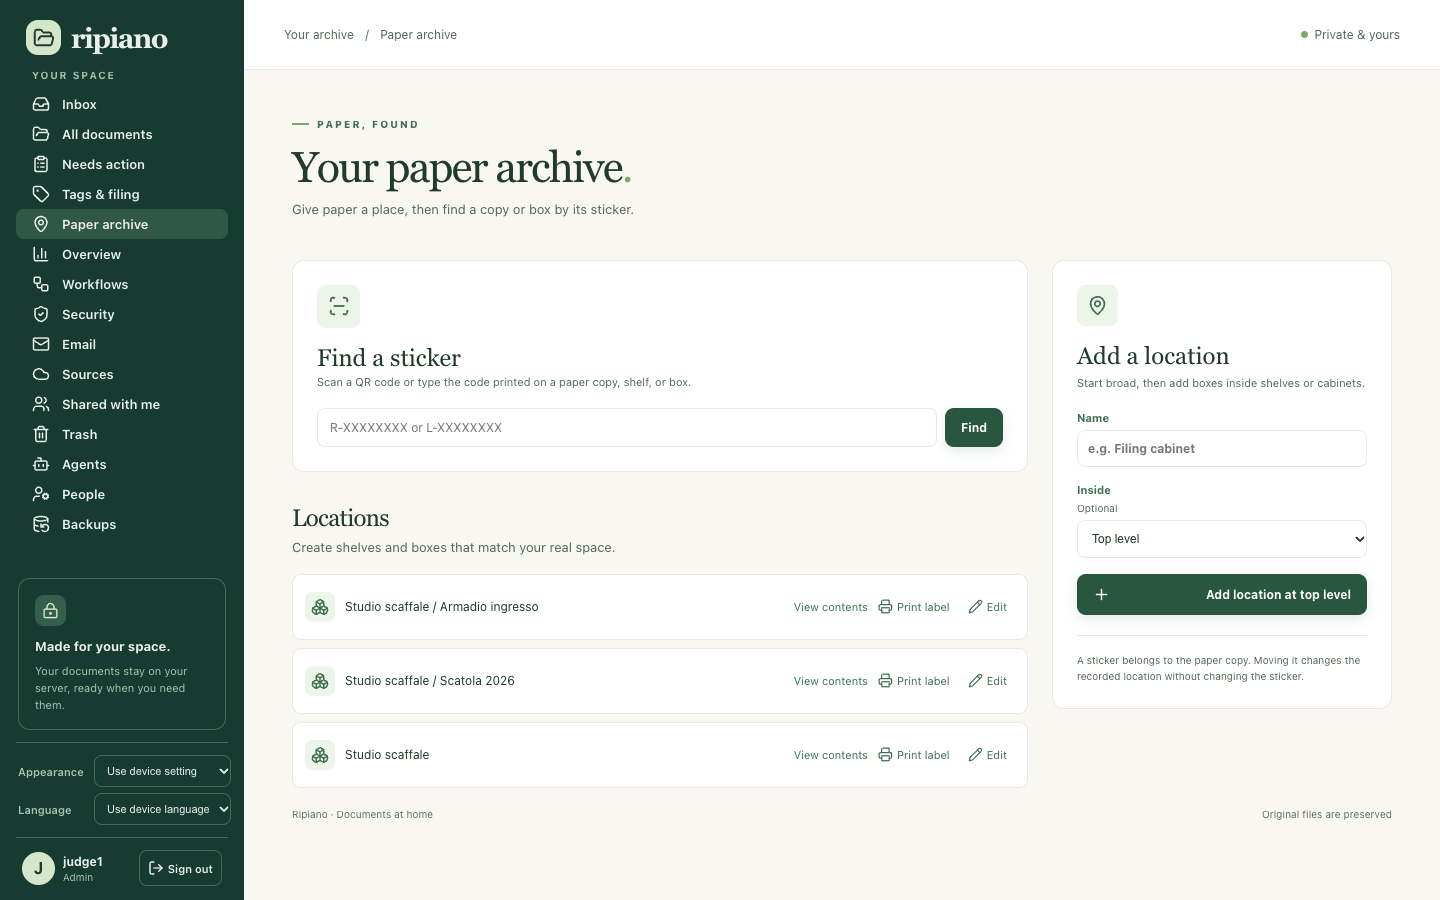 ripiano
YOUR SPACE
Inbox
All documents
Needs action
Tags & filing
Paper archive
Overview
Workflows
Security
Email
Sources
Shared with me
Trash
Agents
People
Backups
Made for your space.
Your documents stay on your
server, ready when you need
them.
Appearance Use device setting
Language Use device language
J judge1
Admin
Sign out
Your archive / Paper archive
Private & yours
PAPER, FOUND
Your paper archive.
Give paper a place, then find a copy or box by its sticker.
Find a sticker
Scan a QR code or type the code printed on a paper copy, shelf, or box.
R-XXXXXXXX or L-XXXXXXXX Find
Locations
Create shelves and boxes that match your real space.
Studio scaffale / Armadio ingresso View contents Print label Edit
Studio scaffale / Scatola 2026 View contents Print label Edit
Studio scaffale View contents Print label Edit
Add a location
Start broad, then add boxes inside shelves or cabinets.
Name
e.g. Filing cabinet
Inside
Optional
Top level
Add location at top level
A sticker belongs to the paper copy. Moving it changes the
recorded location without changing the sticker.
Ripiano · Documents at home
Original files are preserved